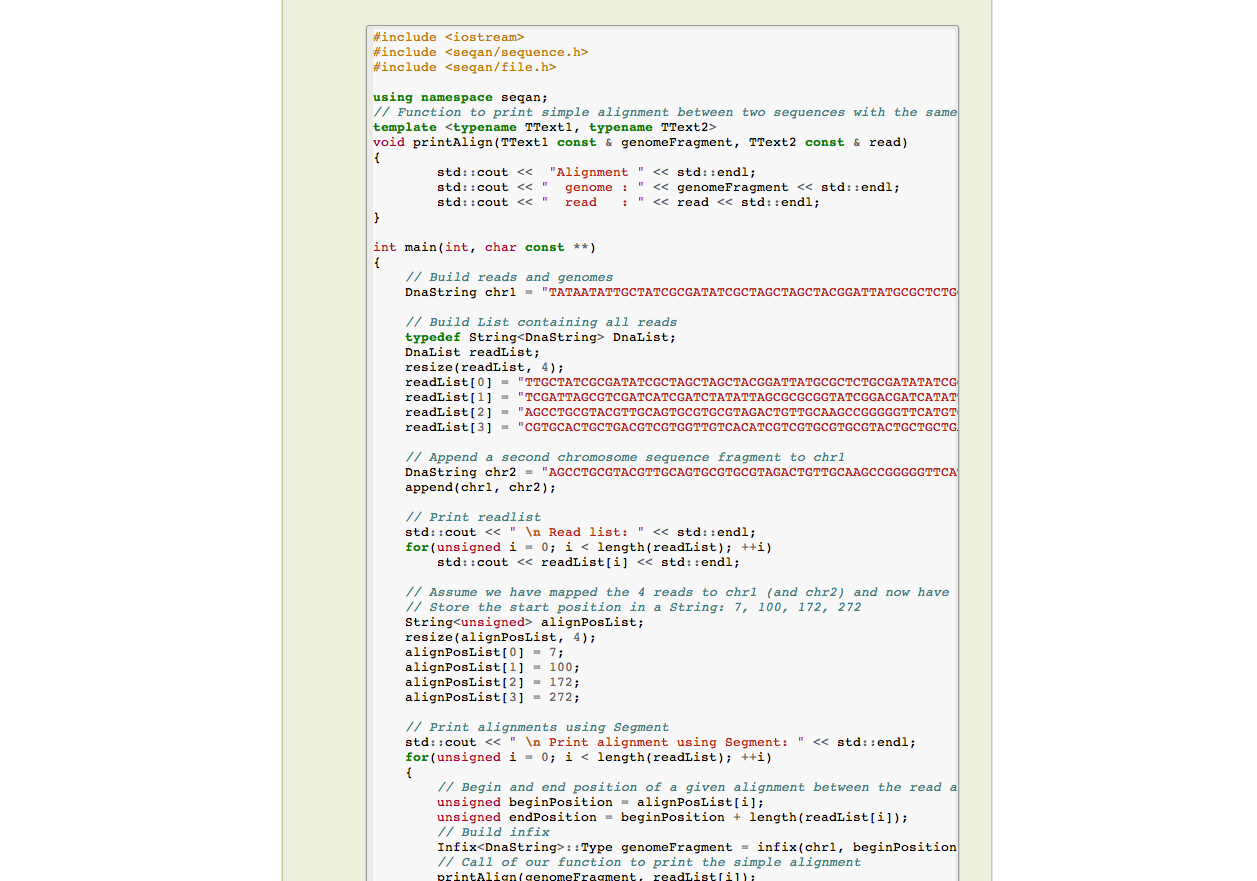 #include <iostream>
#include <seqan/sequence.h>
#include <seqan/file.h>

using namespace seqan;
// Function to print simple alignment between two sequences with the same
template <typename TText1, typename TText2>
void printAlign(TText1 const & genomeFragment, TText2 const & read)
{
        std::cout <<  "Alignment " << std::endl;
        std::cout << "  genome : " << genomeFragment << std::endl;
        std::cout << "  read   : " << read << std::endl;
}

int main(int, char const **)
{
    // Build reads and genomes
    DnaString chr1 = "TATAATATTGCTATCGCGATATCGCTAGCTAGCTACGGATTATGCGCTCTG

    // Build List containing all reads
    typedef String<DnaString> DnaList;
    DnaList readList;
    resize(readList, 4);
    readList[0] = "TTGCTATCGCGATATCGCTAGCTAGCTACGGATTATGCGCTCTGCGATATATCG
    readList[1] = "TCGATTAGCGTCGATCATCGATCTATATTAGCGCGCGGTATCGGACGATCATAT
    readList[2] = "AGCCTGCGTACGTTGCAGTGCGTGCGTAGACTGTTGCAAGCCGGGGGTTCATGT
    readList[3] = "CGTGCACTGCTGACGTCGTGGTTGTCACATCGTCGTGCGTGCGTACTGCTGCTG

    // Append a second chromosome sequence fragment to chr1
    DnaString chr2 = "AGCCTGCGTACGTTGCAGTGCGTGCGTAGACTGTTGCAAGCCGGGGGTTCA
    append(chr1, chr2);

    // Print readlist
    std::cout << " \n Read list: " << std::endl;
    for(unsigned i = 0; i < length(readList); ++i)
        std::cout << readList[i] << std::endl;

    // Assume we have mapped the 4 reads to chr1 (and chr2) and now have
    // Store the start position in a String: 7, 100, 172, 272
    String<unsigned> alignPosList;
    resize(alignPosList, 4);
    alignPosList[0] = 7;
    alignPosList[1] = 100;
    alignPosList[2] = 172;
    alignPosList[3] = 272;

    // Print alignments using Segment
    std::cout << " \n Print alignment using Segment: " << std::endl;
    for(unsigned i = 0; i < length(readList); ++i)
    {
        // Begin and end position of a given alignment between the read a
        unsigned beginPosition = alignPosList[i];
        unsigned endPosition = beginPosition + length(readList[i]);
        // Build infix
        Infix<DnaString>::Type genomeFragment = infix(chr1, beginPosition
        // Call of our function to print the simple alignment
        printAlign(genomeFragment, readList[i]);